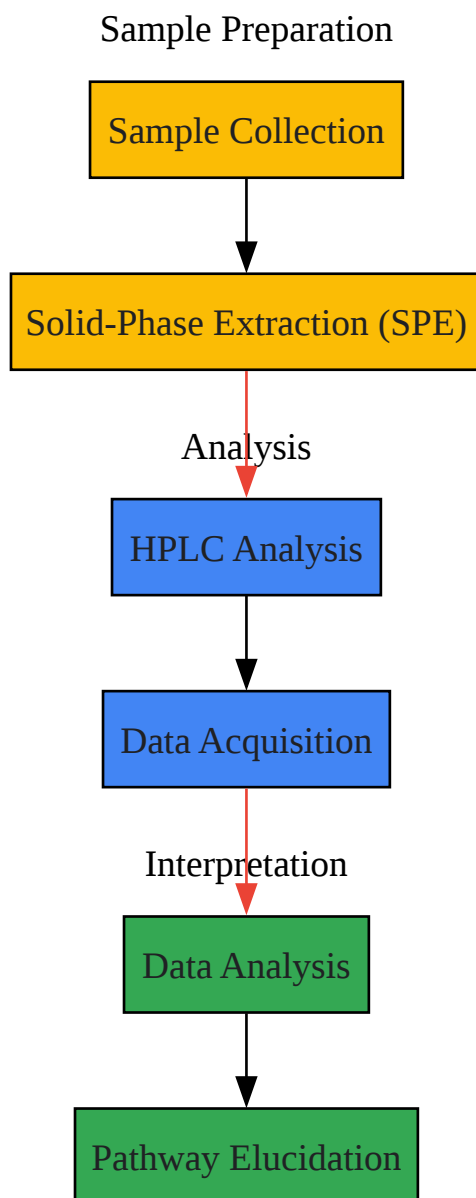 Sample Preparation
Sample Collection
Solid-Phase Extraction (SPE)
Analysis
HPLC Analysis
Data Acquisition
Interpretation
Data Analysis
Pathway Elucidation